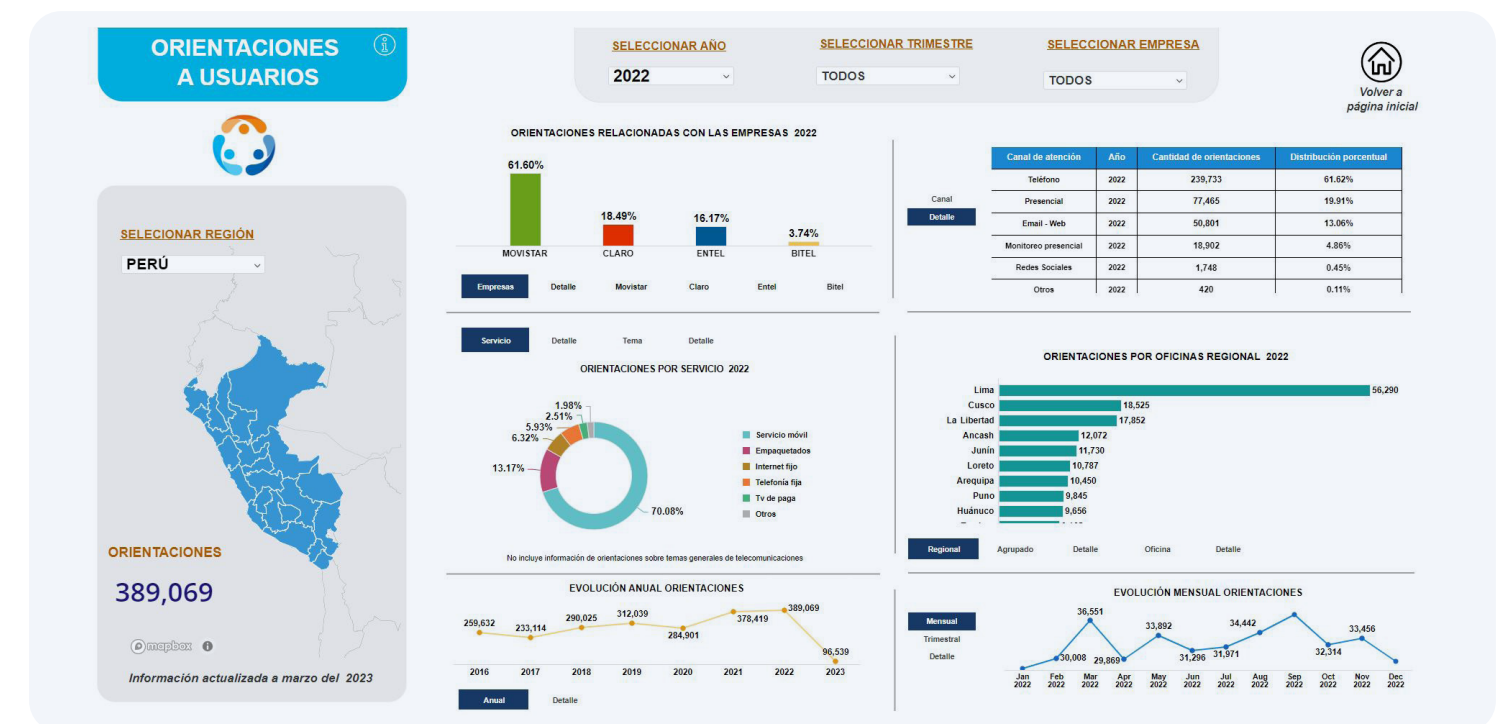 ORIENTACIONES
A USUARIOS
SELECCIONAR AÑO
2022
SELECCIONAR TRIMESTRE
TODOS
SELECCIONAR EMPRESA
TODOS
Volver a
página inicial
SELECIONAR REGIÓN
PERÚ
ORIENTACIONES
389,069
mapbox
Información actualizada a marzo del 2023
ORIENTACIONES RELACIONADAS CON LAS EMPRESAS 2022
61.60%
18.49%
16.17%
3.74%
MOVISTAR CLARO ENTEL BITEL
Empresas Detalle Movistar Claro Entel Bitel
Canal
Detalle
Canal de atención Año Cantidad de orientaciones Distribución porcentual
Teléfono 2022 239,733 61.62%
Presencial 2022 77,465 19.91%
Email - Web 2022 50,801 13.06%
Monitoreo presencial 2022 18,902 4.86%
Redes Sociales 2022 1,748 0.45%
Otros 2022 420 0.11%
Servicio Detalle Tema Detalle
ORIENTACIONES POR SERVICIO 2022
1.98%
2.51%
5.93%
6.32%
13.17%
70.08%
Servicio móvil
Empaquetados
Internet fijo
Telefonía fija
Tv de paga
Otros
No incluye información de orientaciones sobre temas generales de telecomunicaciones
ORIENTACIONES POR OFICINAS REGIONAL 2022
Lima 56,290
Cusco 18,525
La Libertad 17,852
Ancash 12,072
Junín 11,730
Loreto 10,787
Arequipa 10,450
Puno 9,845
Huánuco 9,656
Regional Agrupado Detalle Oficina Detalle
EVOLUCIÓN ANUAL ORIENTACIONES
259,632 233,114 290,025 312,039 284,901 378,419 389,069 96,539
2016 2017 2018 2019 2020 2021 2022 2023
Anual Detalle
EVOLUCIÓN MENSUAL ORIENTACIONES
Mensual
Trimestral
Detalle
30,008 36,551 29,869 33,892 31,296 31,971 34,442 32,314 33,456
Jan Feb Mar Apr May Jun Jul Aug Sep Oct Nov Dec
2022 2022 2022 2022 2022 2022 2022 2022 2022 2022 2022 2022